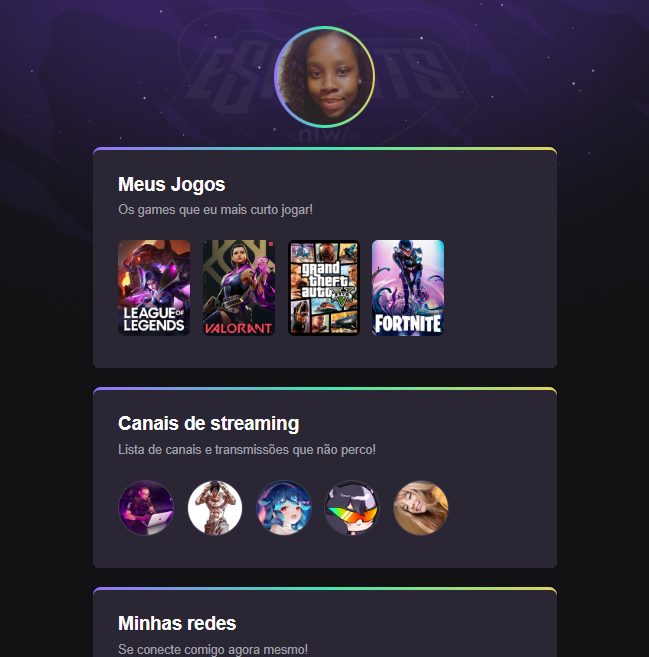 ESPORTS
<nlw/>
Meus Jogos
Os games que eu mais curto jogar!
LEAGUE OF
LEGENDS
VALORANT
grand
theft
auto
V
FORTNITE
Canais de streaming
Lista de canais e transmissões que não perco!
Minhas redes
Se conecte comigo agora mesmo!